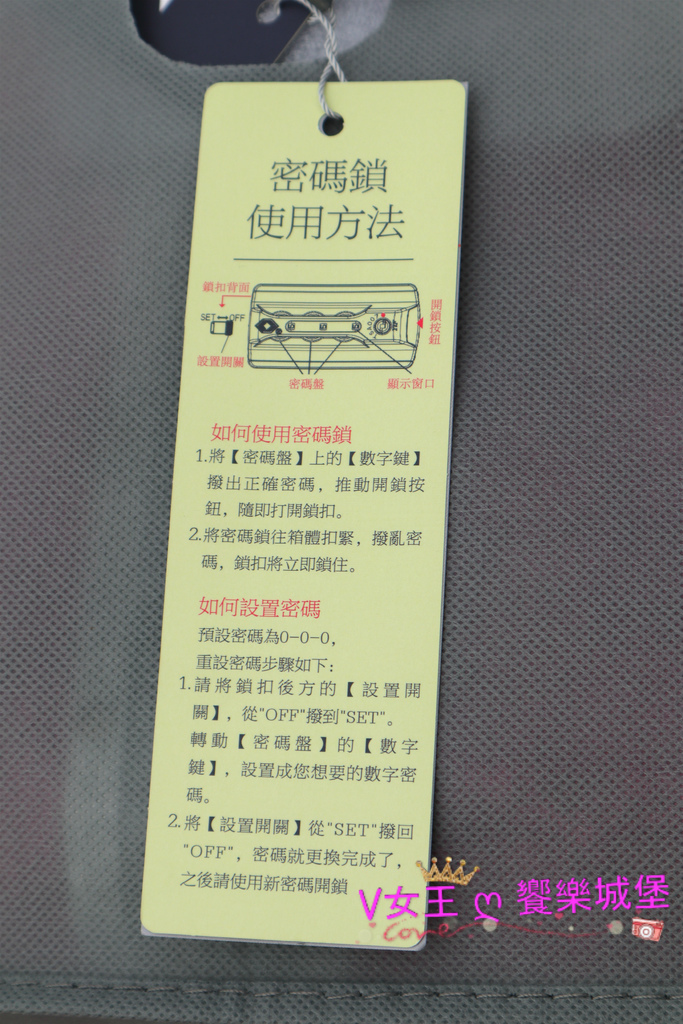 密碼鎖
使用方法
鎖扣背面
SET↔OFF
設置開關
密碼盤
顯示窗口
開鎖按鈕
如何使用密碼鎖
1.將【密碼盤】上的【數字鍵】
撥出正確密碼，推動開鎖按
鈕，隨即打開鎖扣。
2.將密碼鎖往箱體扣緊，撥亂密
碼，鎖扣將立即鎖住。
如何設置密碼
預設密碼為0-0-0，
重設密碼步驟如下：
1.請將鎖扣後方的【設置開
關】，從"OFF"撥到"SET"。
轉動【密碼盤】的【數字
鍵】，設置成您想要的數字密
碼。
2.將【設置開關】從"SET"撥回
"OFF"，密碼就更換完成了，
之後請使用新密碼開鎖
V女王 ღ 饗樂城堡
Love